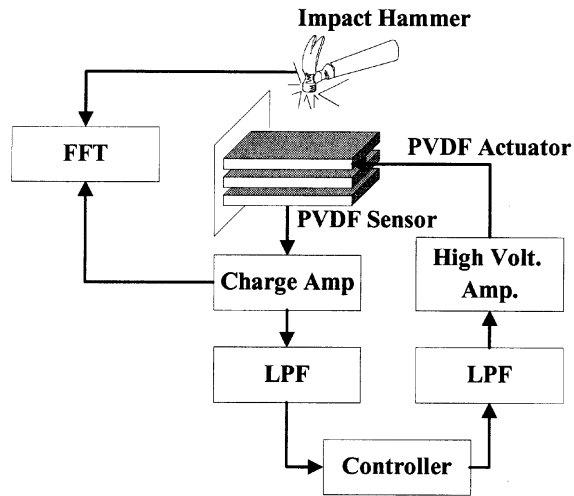 Impact Hammer
FFT
PVDF Actuator
PVDF Sensor
Charge Amp
High Volt.
Amp.
LPF
LPF
Controller